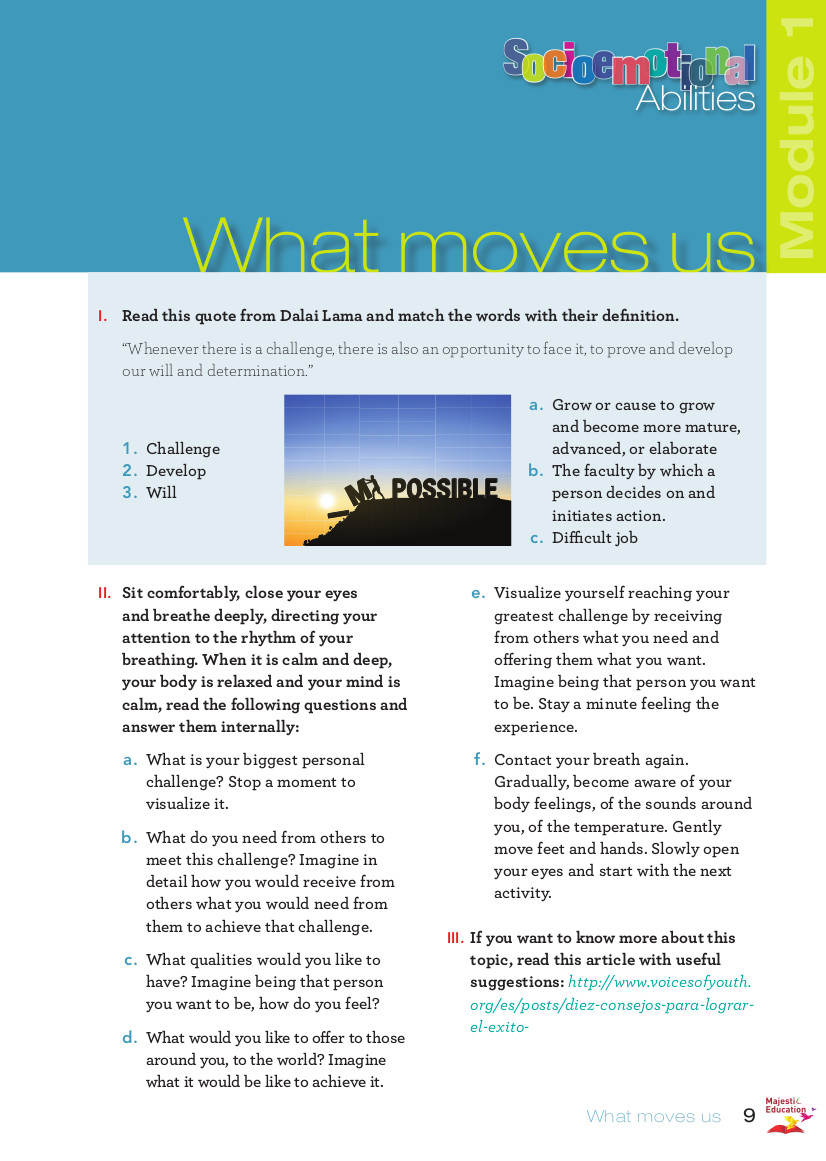 Socioemotional
Abilities
Module 1
What moves us
I. Read this quote from Dalai Lama and match the words with their definition.
“Whenever there is a challenge, there is also an opportunity to face it, to prove and develop
our will and determination.”
1. Challenge
2. Develop
3. Will
IM POSSIBLE
a. Grow or cause to grow
and become more mature,
advanced, or elaborate
b. The faculty by which a
person decides on and
initiates action.
c. Difficult job
II. Sit comfortably, close your eyes
and breathe deeply, directing your
attention to the rhythm of your
breathing. When it is calm and deep,
your body is relaxed and your mind is
calm, read the following questions and
answer them internally:
a. What is your biggest personal
challenge? Stop a moment to
visualize it.
b. What do you need from others to
meet this challenge? Imagine in
detail how you would receive from
others what you would need from
them to achieve that challenge.
c. What qualities would you like to
have? Imagine being that person
you want to be, how do you feel?
d. What would you like to offer to those
around you, to the world? Imagine
what it would be like to achieve it.
e. Visualize yourself reaching your
greatest challenge by receiving
from others what you need and
offering them what you want.
Imagine being that person you want
to be. Stay a minute feeling the
experience.
f. Contact your breath again.
Gradually, become aware of your
body feelings, of the sounds around
you, of the temperature. Gently
move feet and hands. Slowly open
your eyes and start with the next
activity.
III. If you want to know more about this
topic, read this article with useful
suggestions: http://www.voicesofyouth.
org/es/posts/diez-consejos-para-lograr-
el-exito-
What moves us 9
Majestic
Education